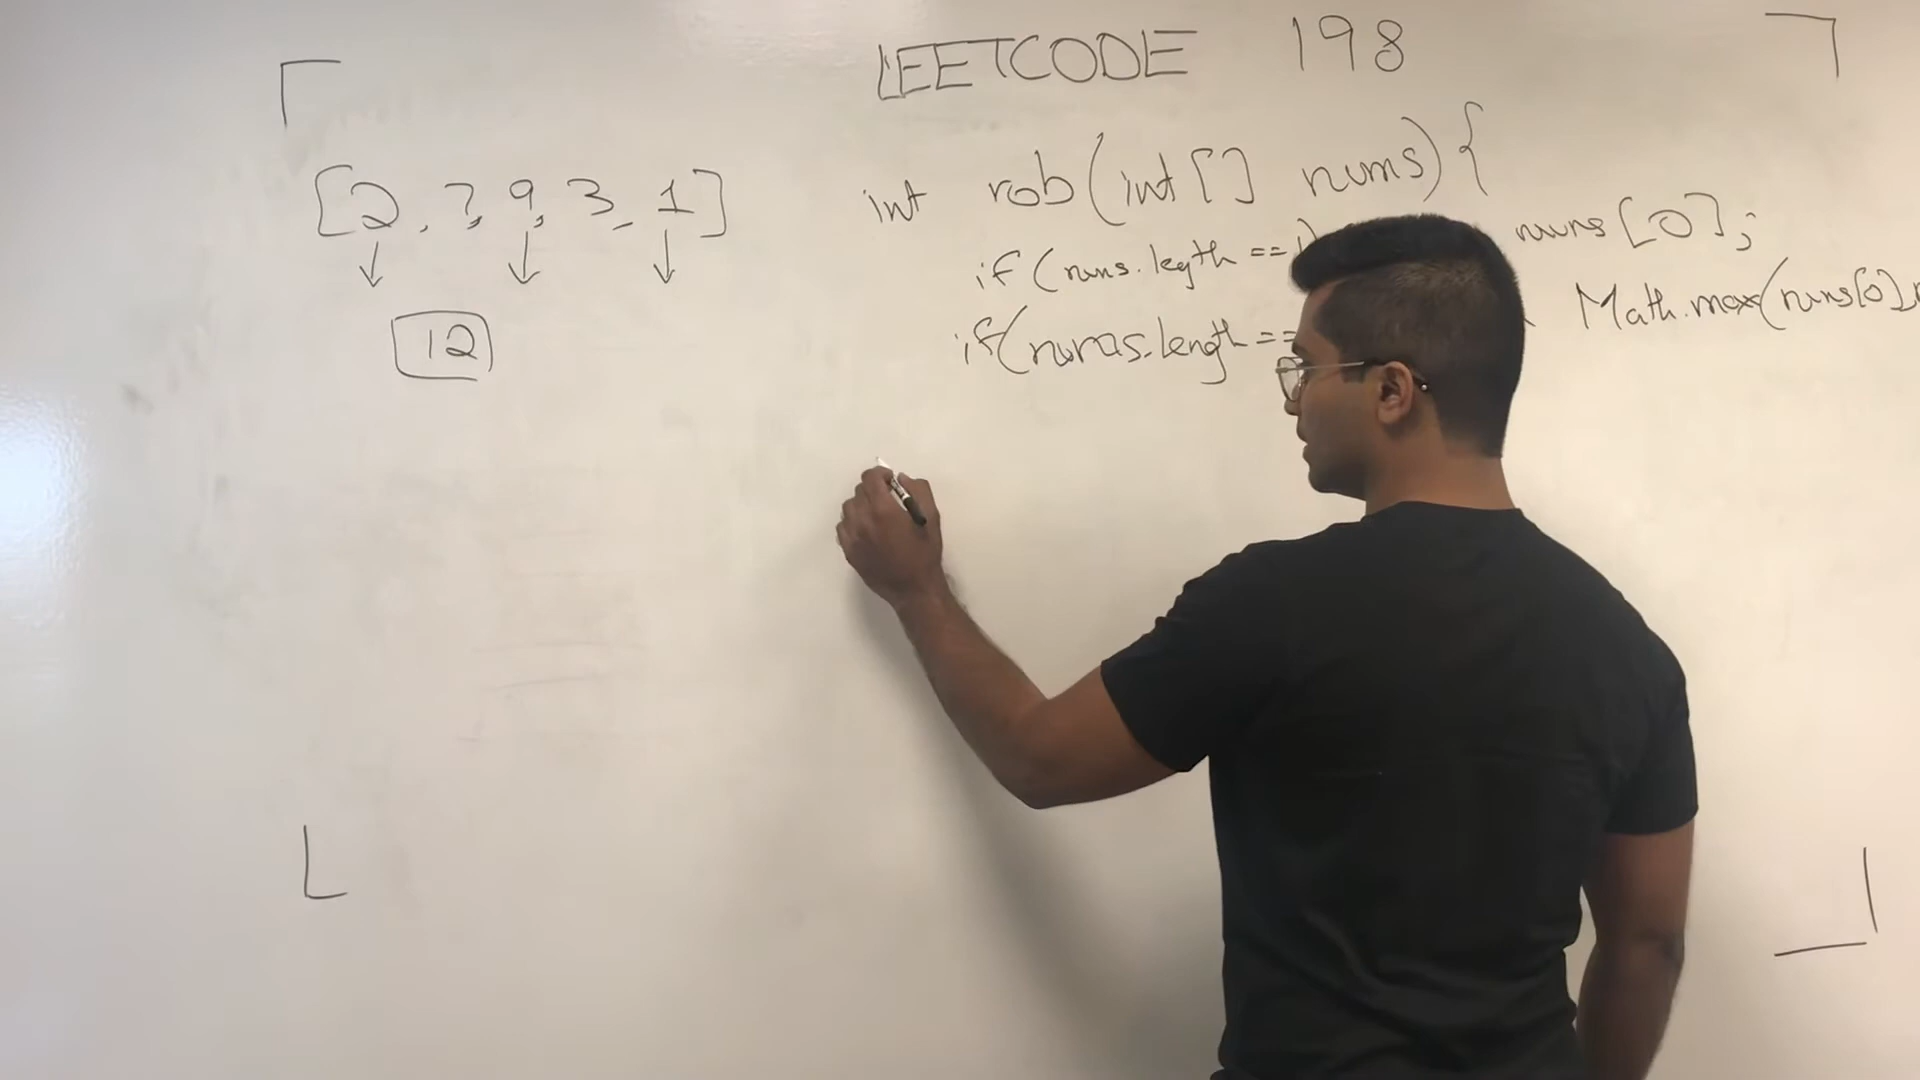 LEETCODE 198
[2, 7, 9, 3, 1]
12
int rob(int[] nums) {
if (nums.length == 1) nums[0];
if (nums.length == Math.max(nums[0],